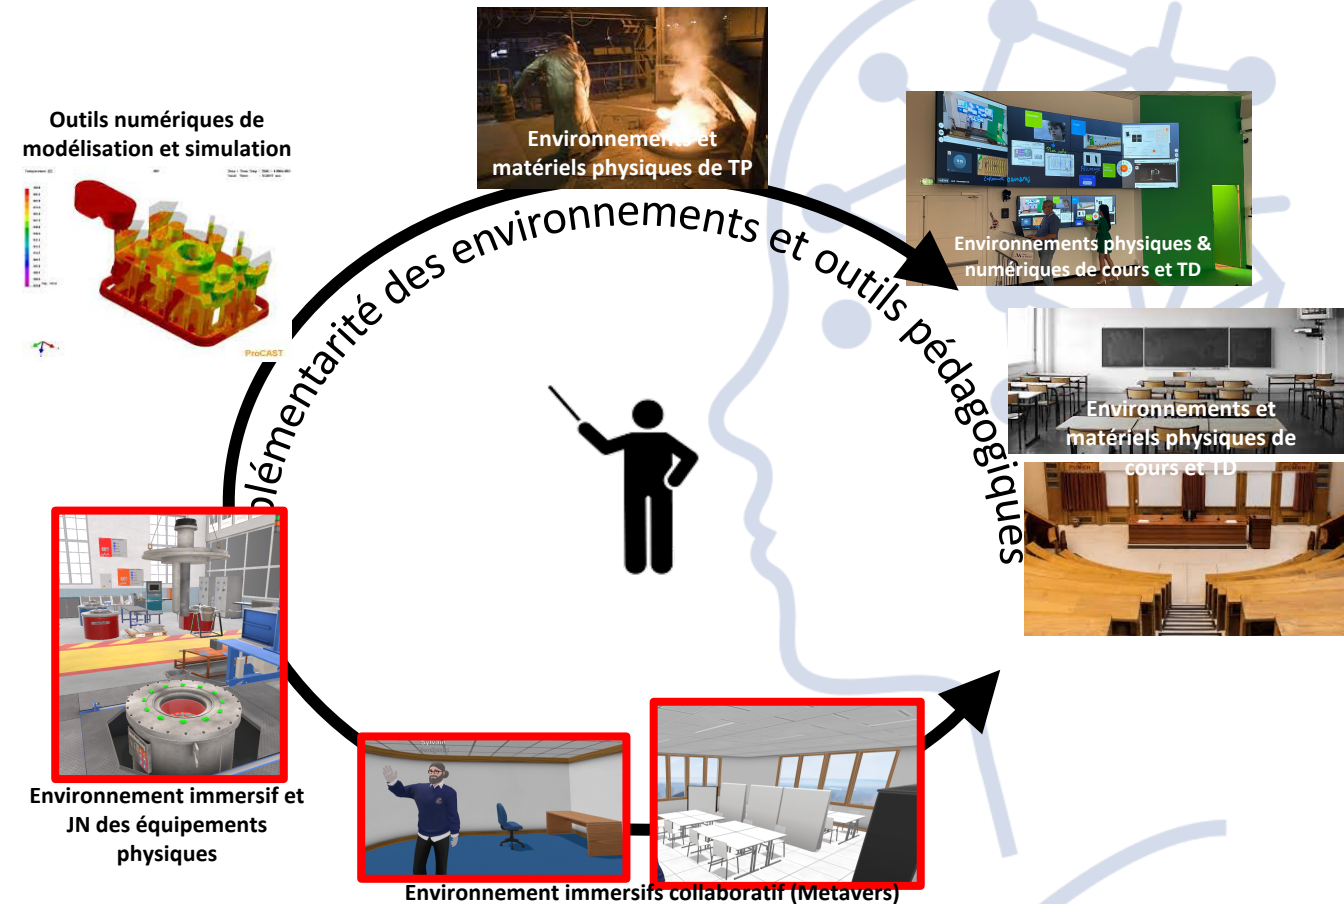 Outils numériques de
modélisation et simulation
ProCAST
Environnements et
matériels physiques de TP
Environnements physiques &
numériques de cours et TD
Environnements et
matériels physiques de
cours et TD
plémentarité des environnements et outils pédagogiques
Sylvain
Environnement immersif et
JN des équipements
physiques
Environnement immersifs collaboratif (Metavers)